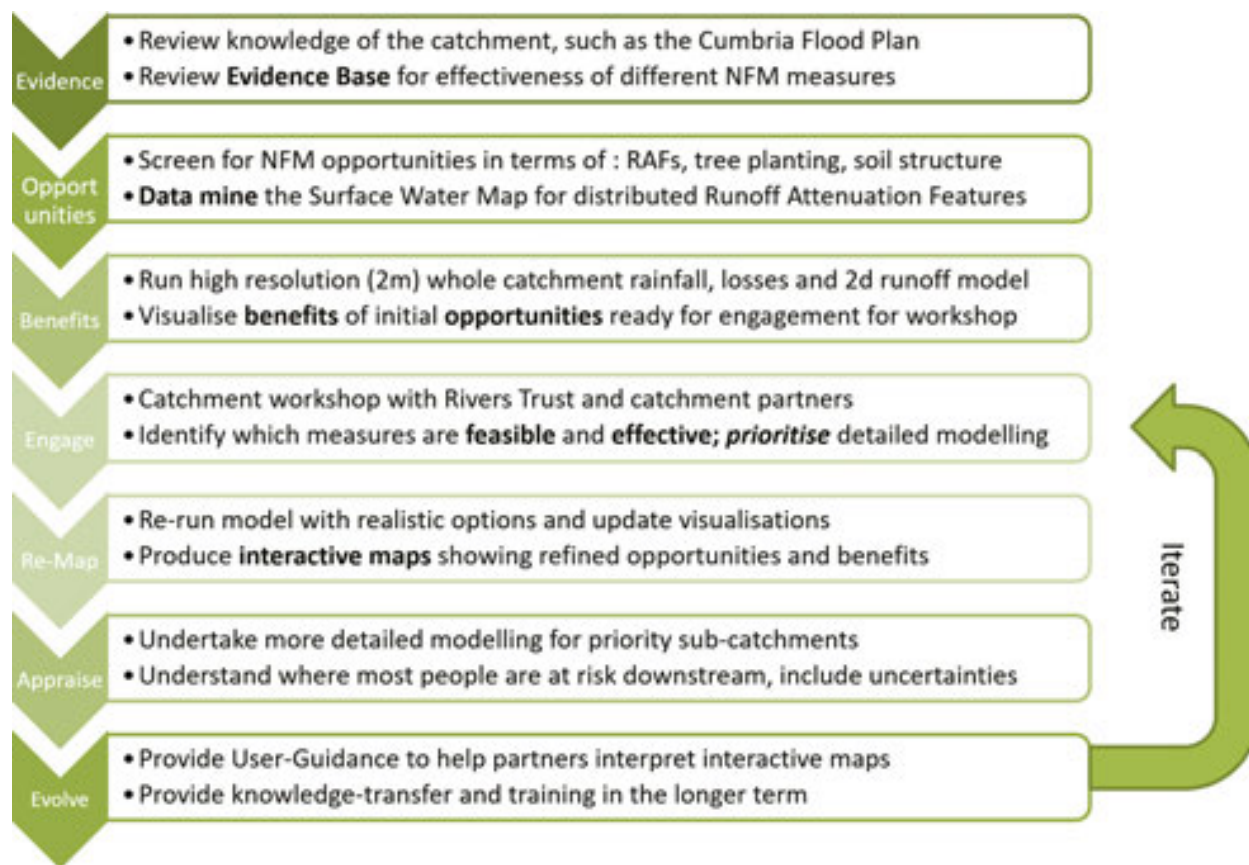 Evidence
• Review knowledge of the catchment, such as the Cumbria Flood Plan
• Review Evidence Base for effectiveness of different NFM measures
Opport
unities
• Screen for NFM opportunities in terms of : RAFs, tree planting, soil structure
• Data mine the Surface Water Map for distributed Runoff Attenuation Features
Benefits
• Run high resolution (2m) whole catchment rainfall, losses and 2d runoff model
• Visualise benefits of initial opportunities ready for engagement for workshop
Engage
• Catchment workshop with Rivers Trust and catchment partners
• Identify which measures are feasible and effective; prioritise detailed modelling
Re-Map
• Re-run model with realistic options and update visualisations
• Produce interactive maps showing refined opportunities and benefits
Appraise
• Undertake more detailed modelling for priority sub-catchments
• Understand where most people are at risk downstream, include uncertainties
Evolve
• Provide User-Guidance to help partners interpret interactive maps
• Provide knowledge-transfer and training in the longer term
Iterate